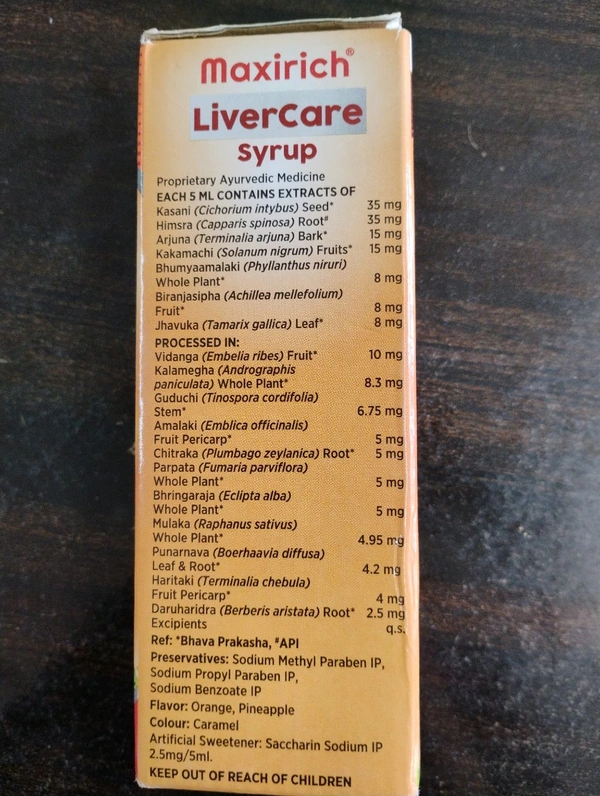 Maxirich®
LiverCare
Syrup
Proprietary Ayurvedic Medicine
EACH 5 ML CONTAINS EXTRACTS OF
Kasani (Cichorium intybus) Seed* 35 mg
Himsra (Capparis spinosa) Root# 35 mg
Arjuna (Terminalia arjuna) Bark* 15 mg
Kakamachi (Solanum nigrum) Fruits* 15 mg
Bhumyaamalaki (Phyllanthus niruri)
Whole Plant* 8 mg
Biranjasipha (Achillea mellefolium)
Fruit* 8 mg
Jhavuka (Tamarix gallica) Leaf* 8 mg
PROCESSED IN:
Vidanga (Embelia ribes) Fruit* 10 mg
Kalamegha (Andrographis
paniculata) Whole Plant* 8.3 mg
Guduchi (Tinospora cordifolia)
Stem* 6.75 mg
Amalaki (Emblica officinalis)
Fruit Pericarp* 5 mg
Chitraka (Plumbago zeylanica) Root* 5 mg
Parpata (Fumaria parviflora)
Whole Plant* 5 mg
Bhringaraja (Eclipta alba)
Whole Plant* 5 mg
Mulaka (Raphanus sativus)
Whole Plant* 4.95 mg
Punarnava (Boerhaavia diffusa)
Leaf & Root* 4.2 mg
Haritaki (Terminalia chebula)
Fruit Pericarp* 4 mg
Daruharidra (Berberis aristata) Root* 2.5 mg
Excipients q.s.
Ref: *Bhava Prakasha, #API
Preservatives: Sodium Methyl Paraben IP,
Sodium Propyl Paraben IP,
Sodium Benzoate IP
Flavor: Orange, Pineapple
Colour: Caramel
Artificial Sweetener: Saccharin Sodium IP
2.5mg/5ml.
KEEP OUT OF REACH OF CHILDREN